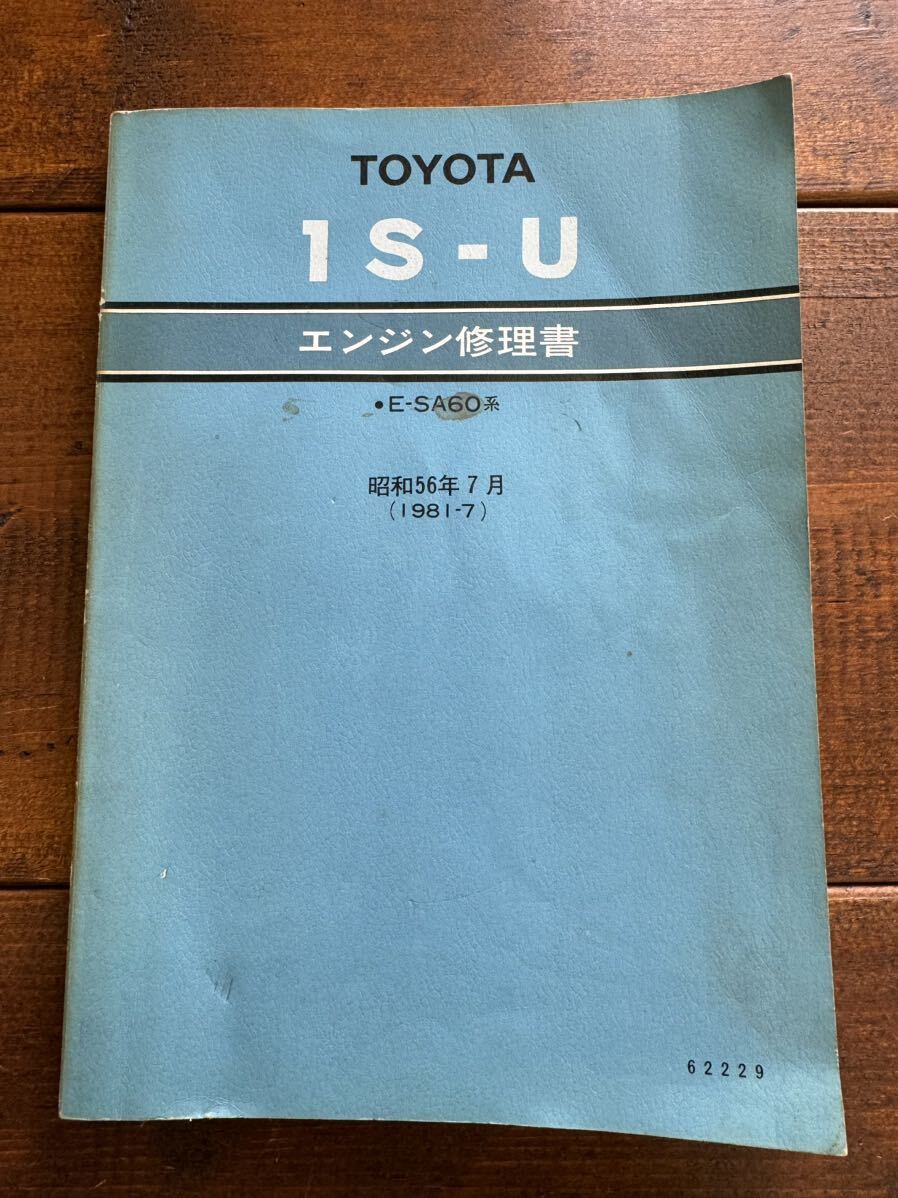 TOYOTA
1S-U
エンジン修理書
•E-SA60系
昭和56年7月
(1981-7)
62229